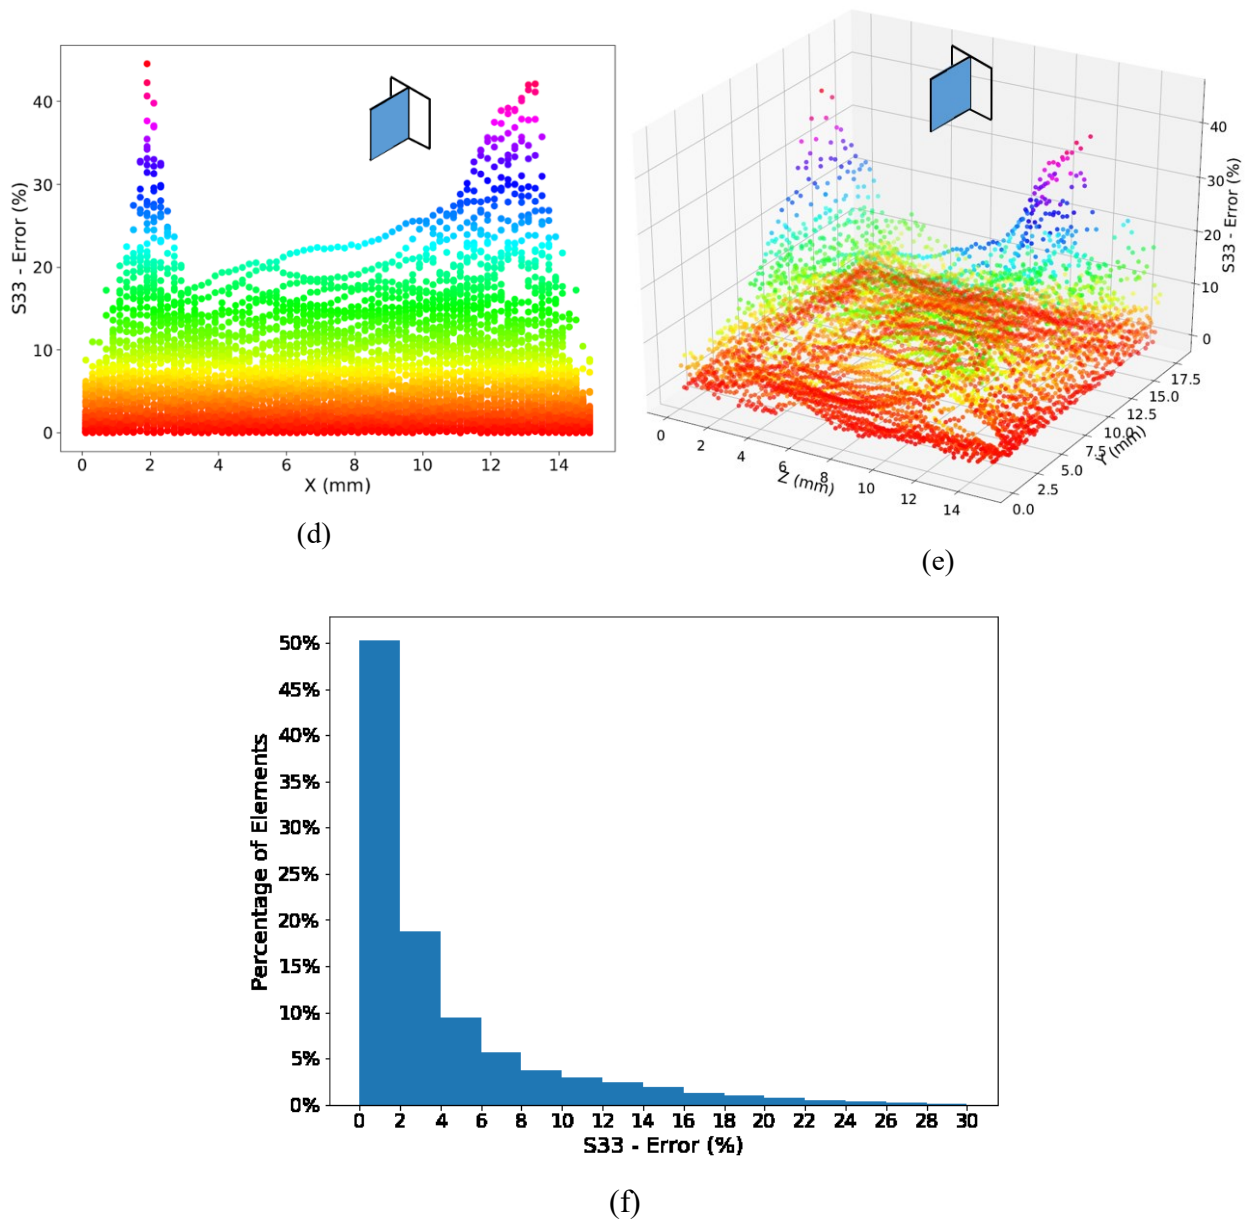 40
30
20
10
0
S33 - Error (%)
0 2 4 6 8 10 12 14
X (mm)
(d)
40
30
20
10
0
S33 - Error (%)
0 2 4 6 8 10 12 14
Z (mm)
0.0 2.5 5.0 7.5 10.0 12.5 15.0 17.5
Y (mm)
(e)
50%
45%
40%
35%
30%
25%
20%
15%
10%
5%
0%
Percentage of Elements
0 2 4 6 8 10 12 14 16 18 20 22 24 26 28 30
S33 - Error (%)
(f)